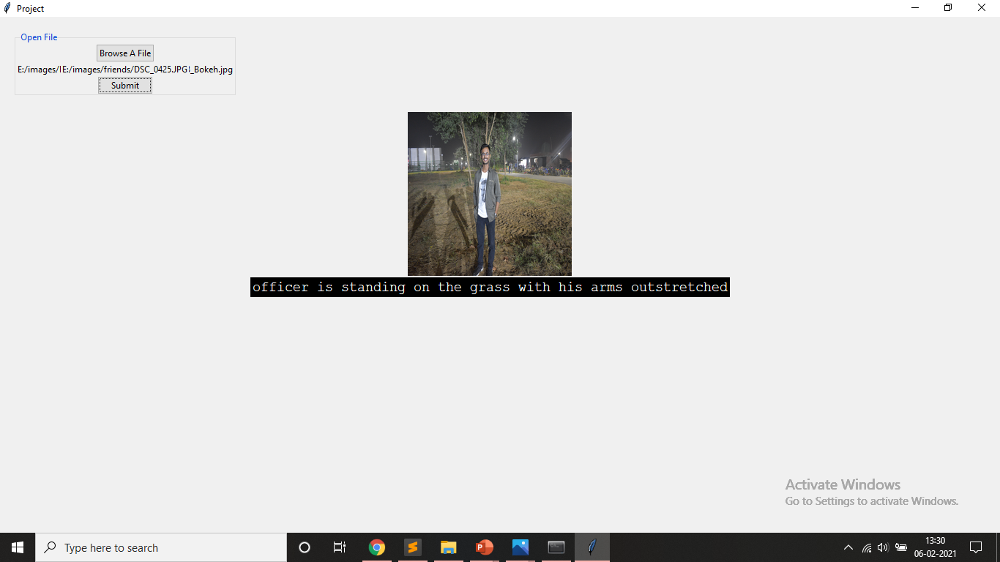 Project
Open File
Browse A File
E:/images/IE:/images/friends/DSC_0425.JPG
_Bokeh.jpg
Submit
officer is standing on the grass with his arms outstretched
Activate Windows
Go to Settings to activate Windows.
Type here to search
13:30
06-02-2021